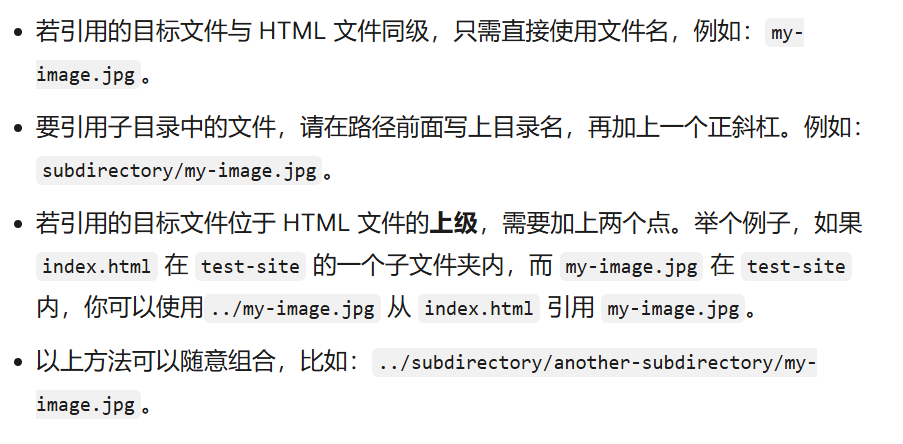 若引用的目标文件与 HTML 文件同级，只需直接使用文件名，例如：my-
image.jpg。
要引用子目录中的文件，请在路径前面写上目录名，再加上一个正斜杠。例如：
subdirectory/my-image.jpg。
若引用的目标文件位于 HTML 文件的上级，需要加上两个点。举个例子，如果
index.html 在 test-site 的一个子文件夹内，而 my-image.jpg 在 test-site
内，你可以使用../my-image.jpg 从 index.html 引用 my-image.jpg。
以上方法可以随意组合，比如：../subdirectory/another-subdirectory/my-
image.jpg。